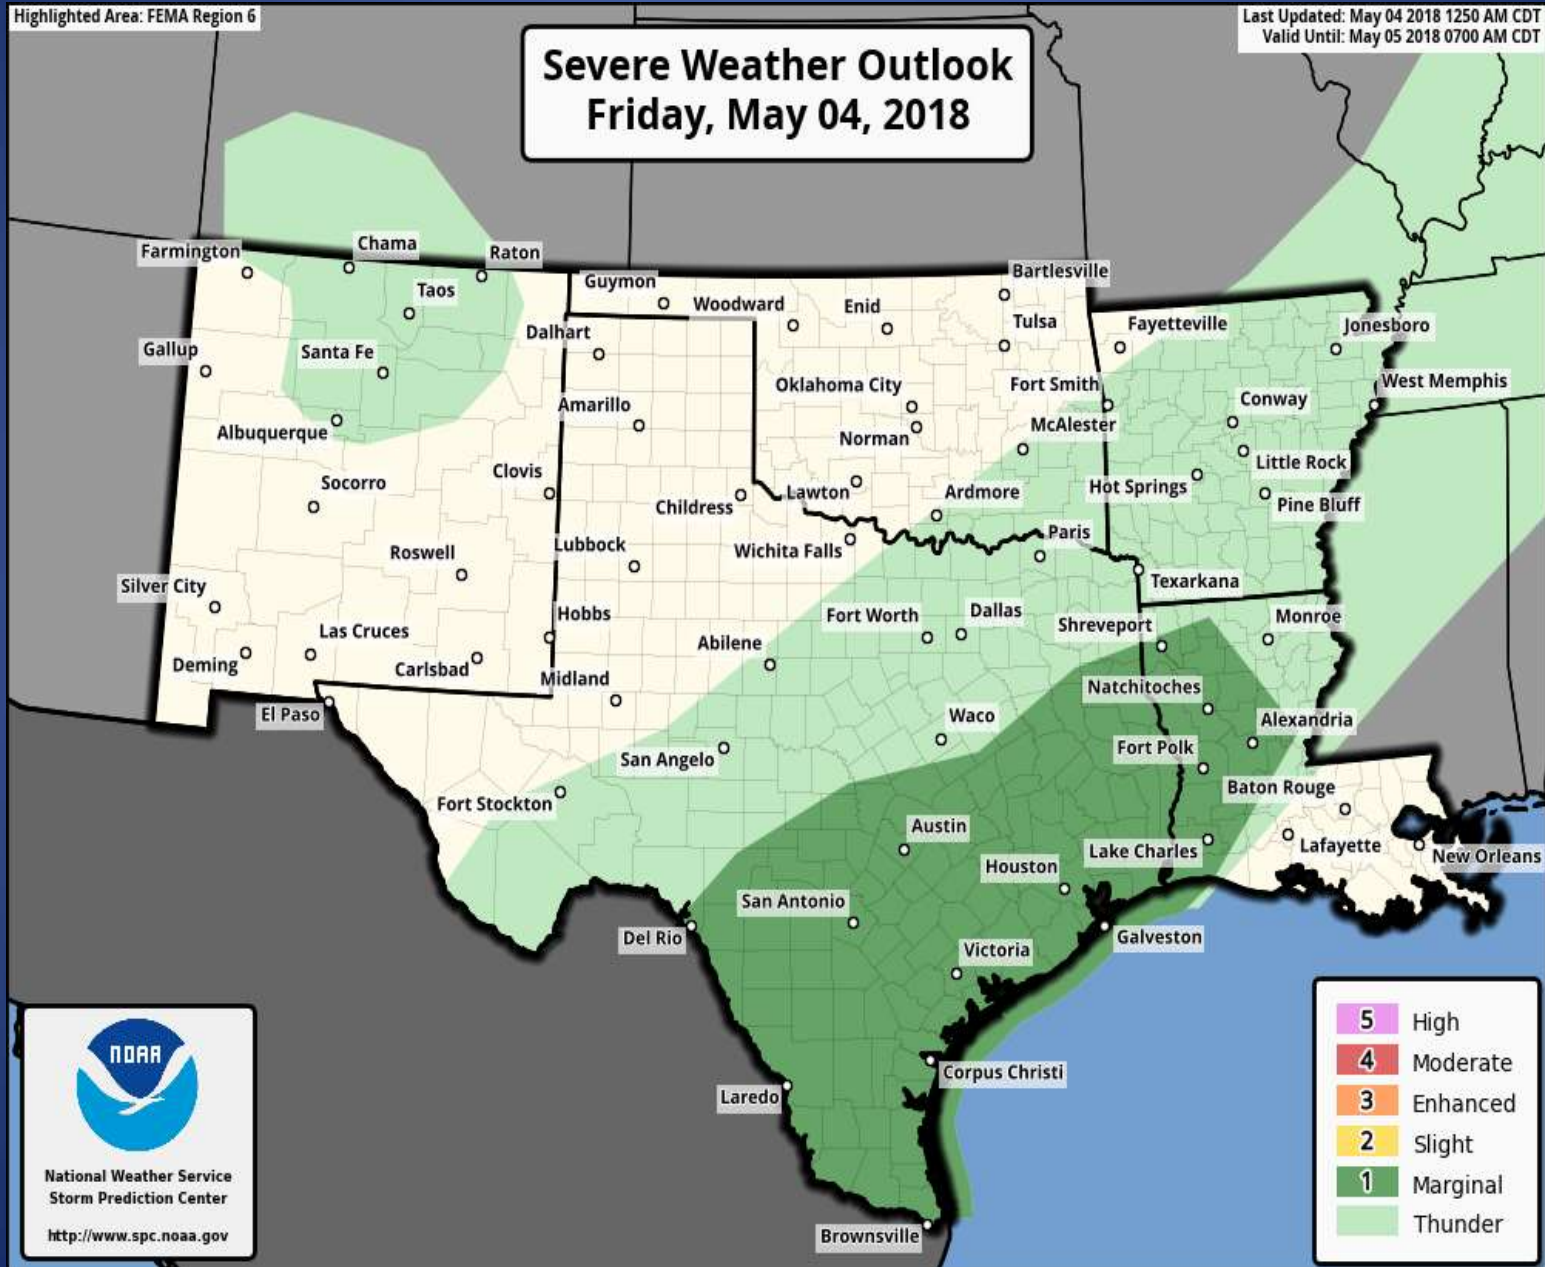 Highlighted Area: FEMA Region 6
Last Updated: May 04 2018 1250 AM CDT
Valid Until: May 05 2018 0700 AM CDT
Severe Weather Outlook
Friday, May 04, 2018
Farmington
Chama
Raton
Taos
Guymon
Woodward
Enid
Bartlesville
Tulsa
Fayetteville
Jonesboro
Gallup
Santa Fe
Dalhart
Oklahoma City
Fort Smith
West Memphis
Albuquerque
Amarillo
Norman
McAlester
Conway
Socorro
Clovis
Childress
Lawton
Ardmore
Hot Springs
Little Rock
Pine Bluff
Roswell
Lubbock
Wichita Falls
Paris
Silver City
Texarkana
Las Cruces
Hobbs
Abilene
Fort Worth
Dallas
Shreveport
Monroe
Deming
Carlsbad
Midland
Natchitoches
El Paso
San Angelo
Waco
Fort Polk
Alexandria
Fort Stockton
Baton Rouge
Austin
Houston
Lake Charles
Lafayette
New Orleans
San Antonio
Del Rio
Victoria
Galveston
Corpus Christi
Laredo
Brownsville
NOAA
National Weather Service
Storm Prediction Center
http://www.spc.noaa.gov
5 High
4 Moderate
3 Enhanced
2 Slight
1 Marginal
Thunder